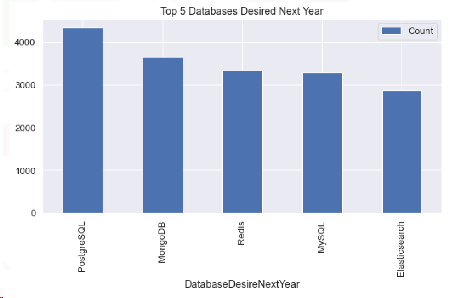 Top 5 Databases Desired Next Year
Count
4000
3000
2000
1000
0
PostgreSQL
MongoDB
Redis
MySQL
Elasticsearch
DatabaseDesireNextYear